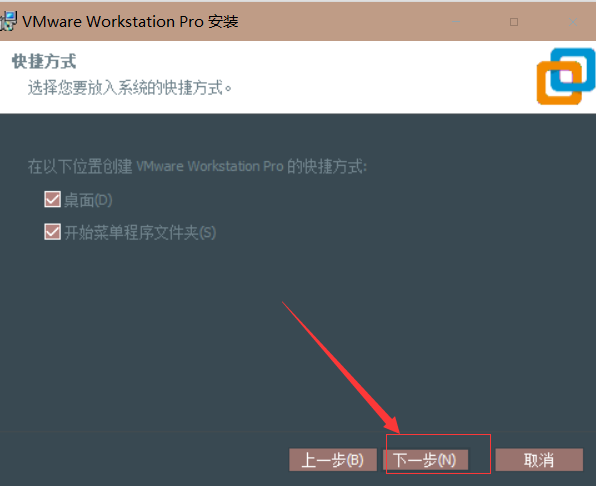 VMware Workstation Pro 安装
快捷方式
选择您要放入系统的快捷方式。
在以下位置创建 VMware Workstation Pro 的快捷方式:
桌面(D)
开始菜单程序文件夹(S)
上一步(B) 下一步(N) 取消